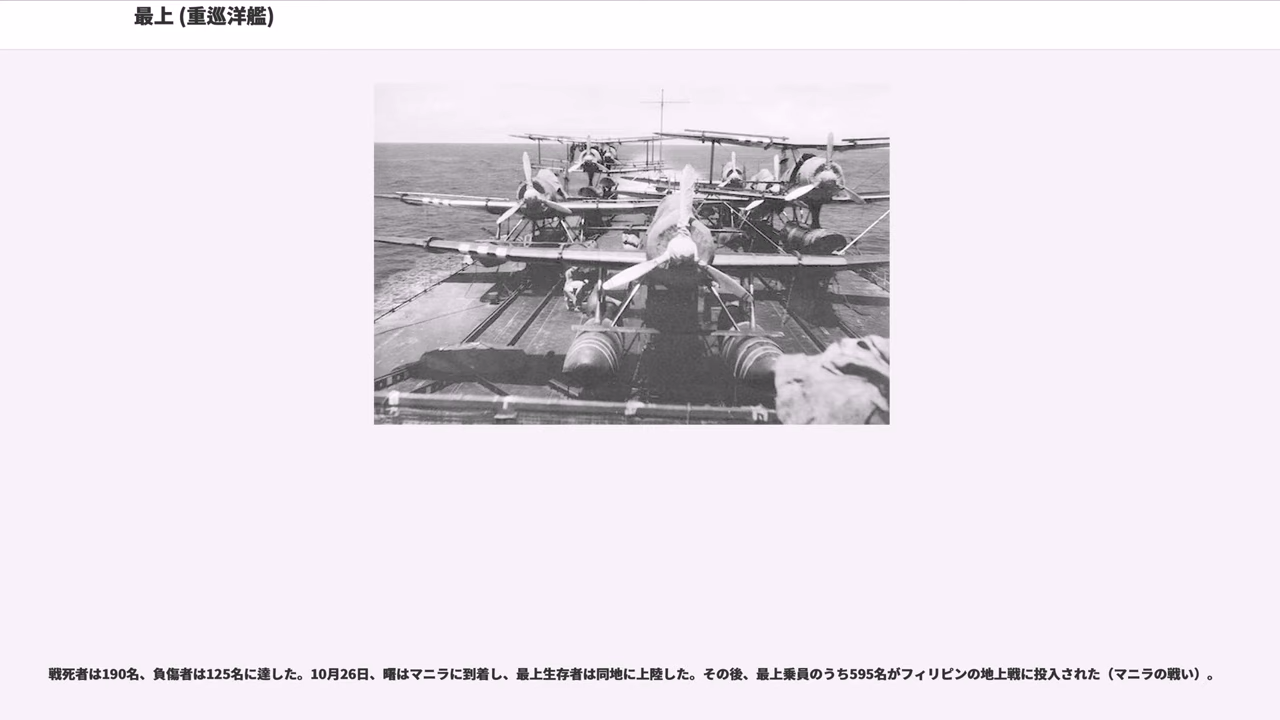 最上 (重巡洋艦)
戦死者は190名、負傷者は125名に達した。10月26日、曙はマニラに到着し、最上生存者は同地に上陸した。その後、最上乗員のうち595名がフィリピンの地上戦に投入された（マニラの戦い）。